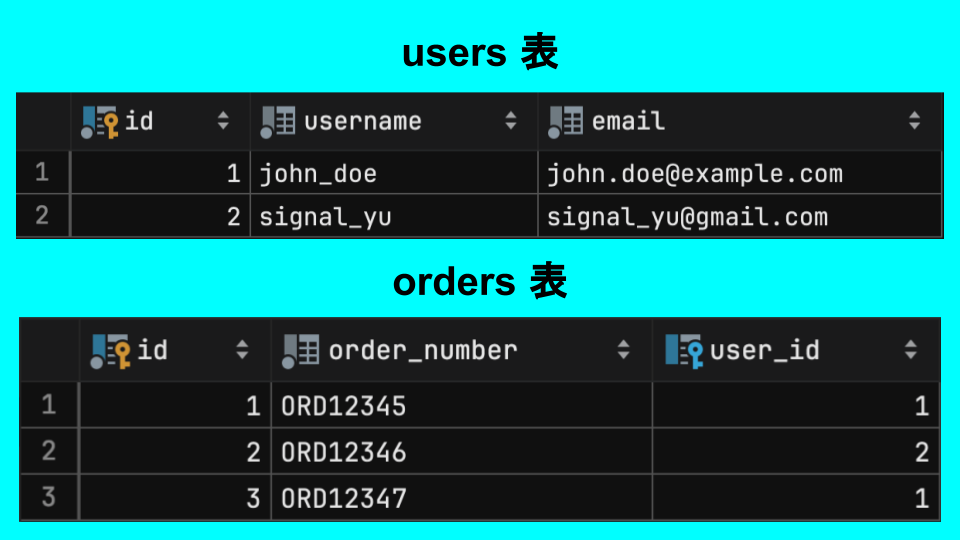 users 表
id username email
1 1 john_doe john.doe@example.com
2 2 signal_yu signal_yu@gmail.com
orders 表
id order_number user_id
1 1 ORD12345 1
2 2 ORD12346 2
3 3 ORD12347 1